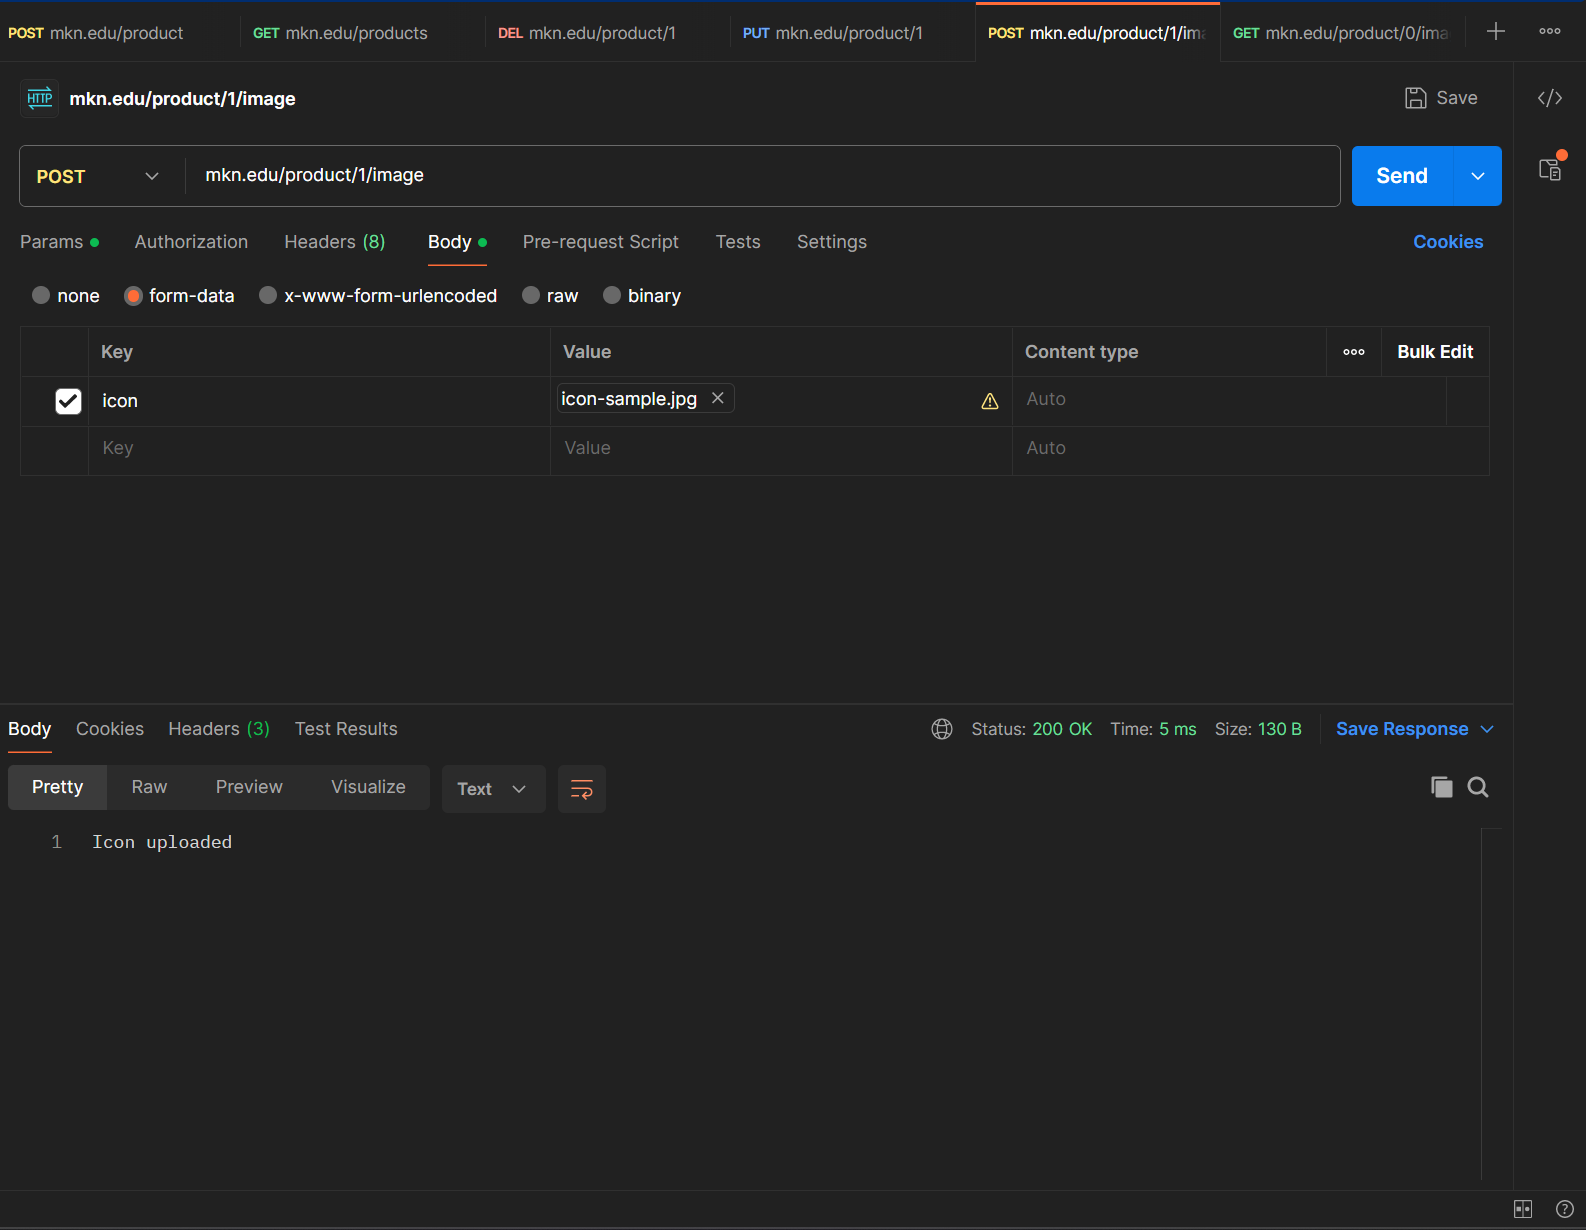 POST mkn.edu/product GET mkn.edu/products DEL mkn.edu/product/1 PUT mkn.edu/product/1 POST mkn.edu/product/1/ima GET mkn.edu/product/0/ima
HTTP mkn.edu/product/1/image Save
POST mkn.edu/product/1/image Send
Params Authorization Headers (8) Body Pre-request Script Tests Settings Cookies
none form-data x-www-form-urlencoded raw binary
Key Value Content type Bulk Edit
icon icon-sample.jpg Auto
Key Value Auto
Body Cookies Headers (3) Test Results Status: 200 OK Time: 5 ms Size: 130 B Save Response
Pretty Raw Preview Visualize Text
1 Icon uploaded